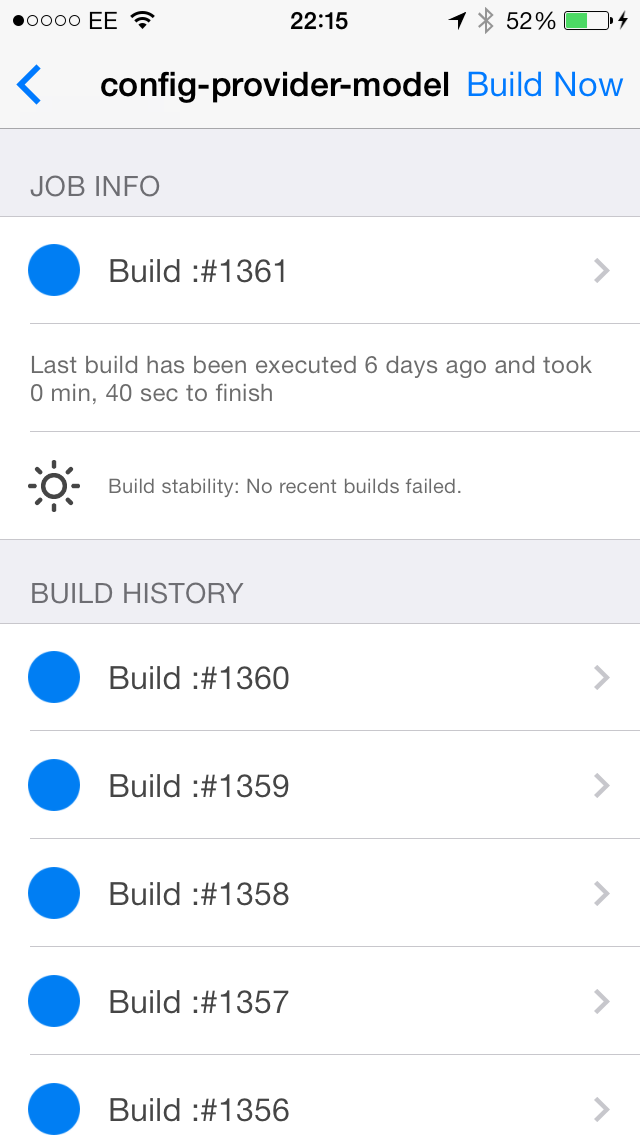 EE 22:15 52%
config-provider-model Build Now
JOB INFO
Build :#1361
Last build has been executed 6 days ago and took
0 min, 40 sec to finish
Build stability: No recent builds failed.
BUILD HISTORY
Build :#1360
Build :#1359
Build :#1358
Build :#1357
Build :#1356